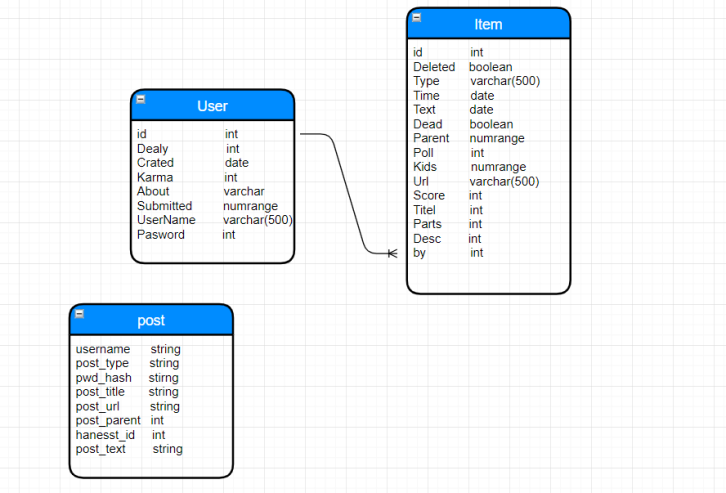 User
id int
Dealy int
Crated date
Karma int
About varchar
Submitted numrange
UserName varchar(500)
Pasword int
Item
id int
Deleted boolean
Type varchar(500)
Time date
Text date
Dead boolean
Parent numrange
Poll int
Kids numrange
Url varchar(500)
Score int
Titel int
Parts int
Desc int
by int
post
username string
post_type string
pwd_hash stirng
post_title string
post_url string
post_parent int
hanesst_id int
post_text string